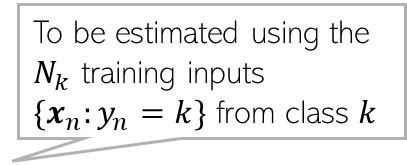 To be estimated using the
𝑁ₖ training inputs
{𝒙ₙ: 𝑦ₙ = 𝑘} from class 𝑘